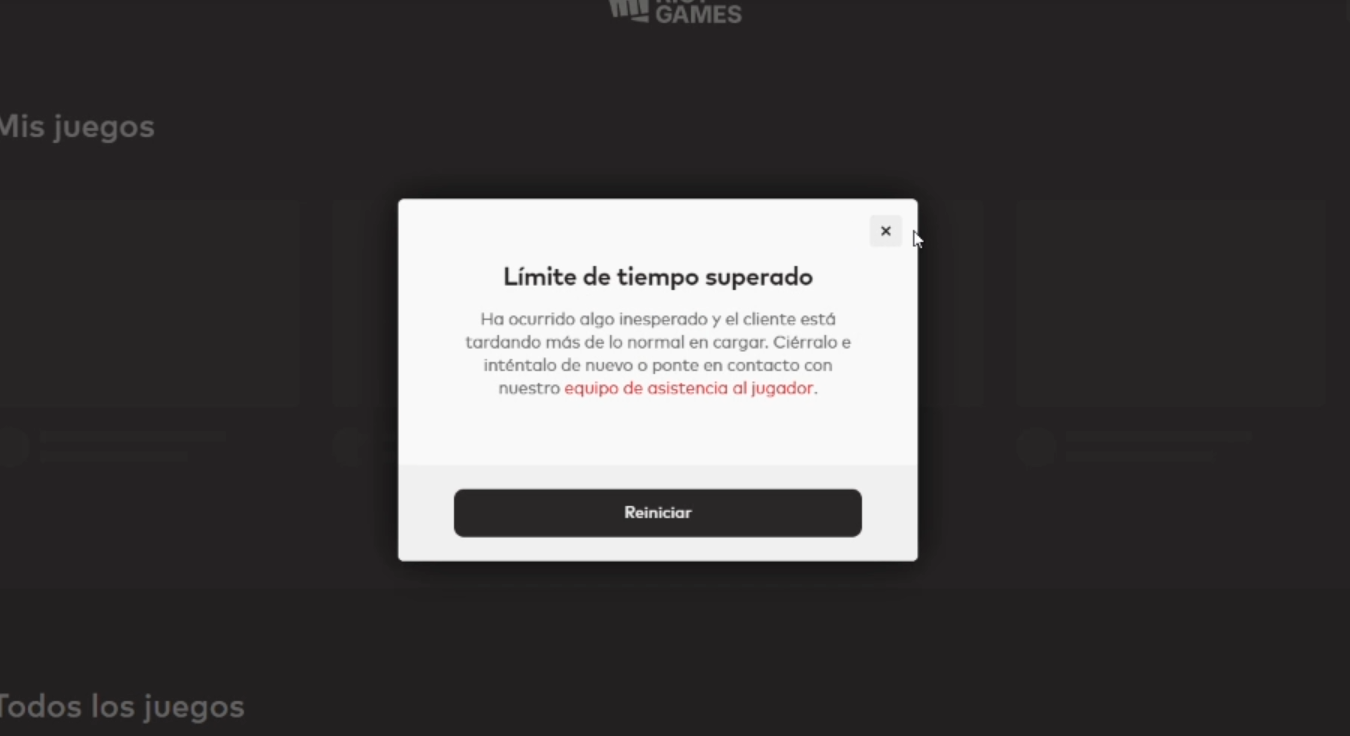 GAMES
Mis juegos
Límite de tiempo superado
Ha ocurrido algo inesperado y el cliente está
tardando más de lo normal en cargar. Ciérralo e
inténtalo de nuevo o ponte en contacto con
nuestro equipo de asistencia al jugador.
Reiniciar
Todos los juegos